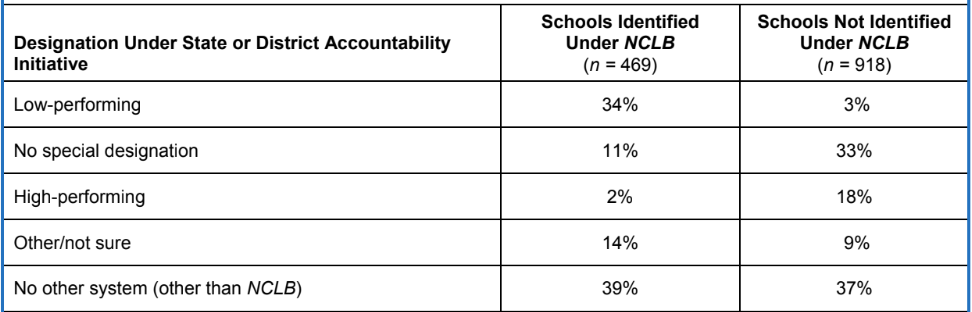 Designation Under State or District Accountability Initiative Schools Identified Under NCLB (n = 469) Schools Not Identified Under NCLB (n = 918)
Low-performing 34% 3%
No special designation 11% 33%
High-performing 2% 18%
Other/not sure 14% 9%
No other system (other than NCLB) 39% 37%